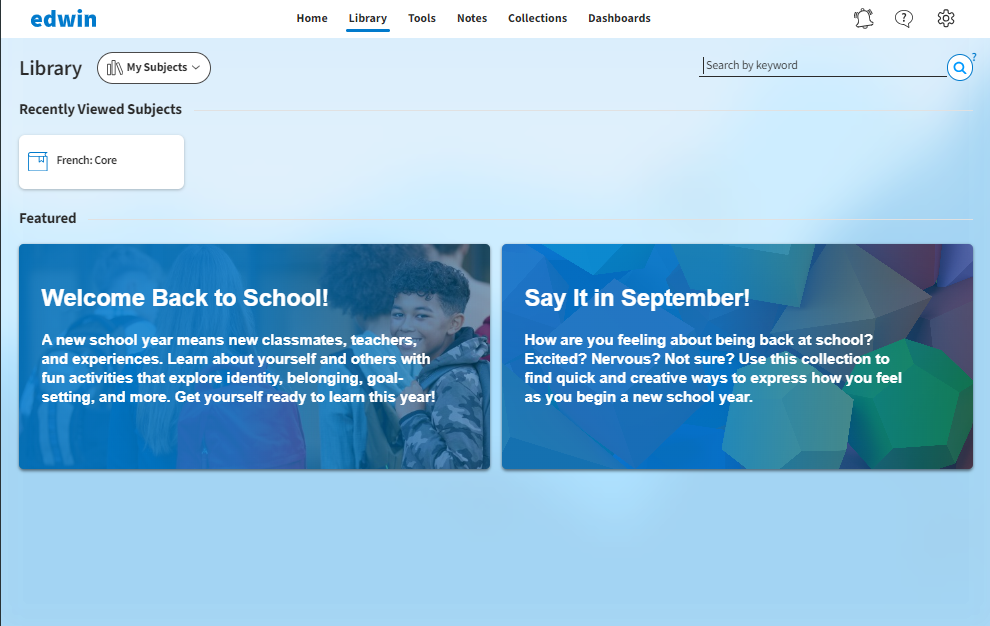 edwin
Home Library Tools Notes Collections Dashboards
?
Library My Subjects Search by keyword ?
Recently Viewed Subjects
French: Core
Featured
Welcome Back to School!
A new school year means new classmates, teachers,
and experiences. Learn about yourself and others with
fun activities that explore identity, belonging, goal-
setting, and more. Get yourself ready to learn this year!
Say It in September!
How are you feeling about being back at school?
Excited? Nervous? Not sure? Use this collection to
find quick and creative ways to express how you feel
as you begin a new school year.